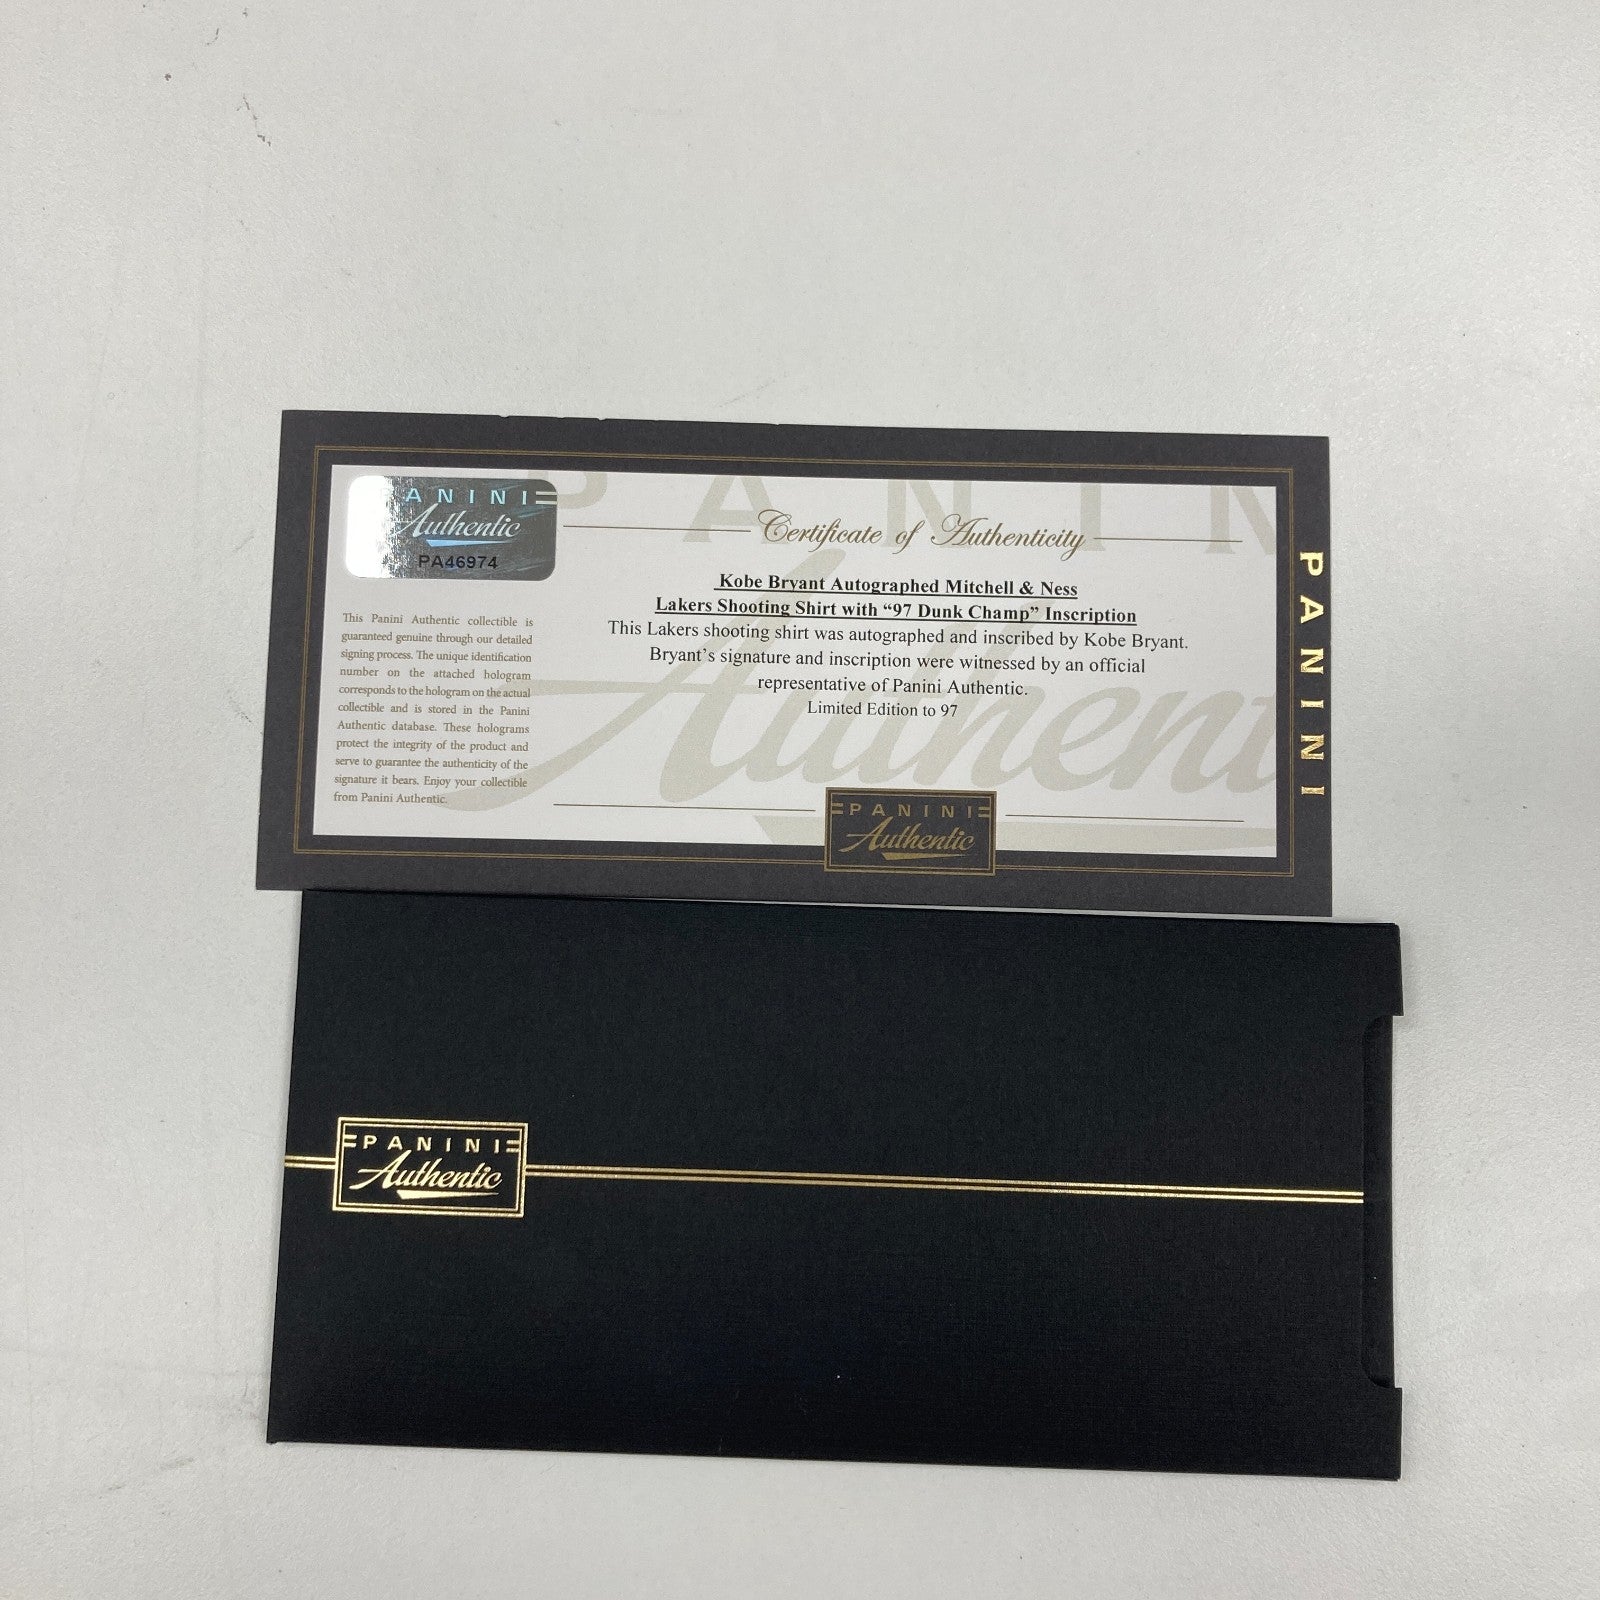 PANINI
Authentic
PA46974
This Panini Authentic collectible is
guaranteed genuine through our detailed
signing process. The unique identification
number on the attached hologram
corresponds to the hologram on the actual
collectible and is stored in the Panini
Authentic database. These holograms
protect the integrity of the product and
serve to guarantee the authenticity of the
signature it bears. Enjoy your collectible
from Panini Authentic.
PANIN
Authent
Certificate of Authenticity
Kobe Bryant Autographed Mitchell & Ness
Lakers Shooting Shirt with “97 Dunk Champ” Inscription
This Lakers shooting shirt was autographed and inscribed by Kobe Bryant.
Bryant’s signature and inscription were witnessed by an official
representative of Panini Authentic.
Limited Edition to 97
PANINI
Authentic
PANINI
PANINI
Authentic